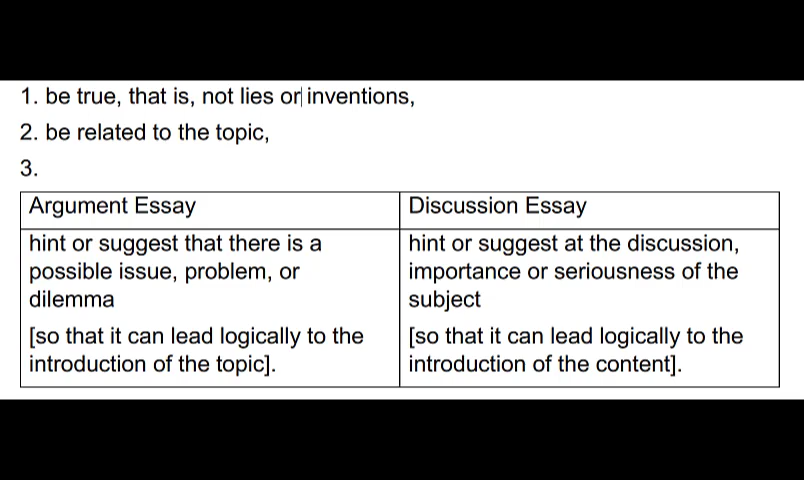 1. be true, that is, not lies or inventions,
2. be related to the topic,
3.
Argument Essay
Discussion Essay
hint or suggest that there is a
possible issue, problem, or
dilemma
[so that it can lead logically to the
introduction of the topic].
hint or suggest at the discussion,
importance or seriousness of the
subject
[so that it can lead logically to the
introduction of the content].